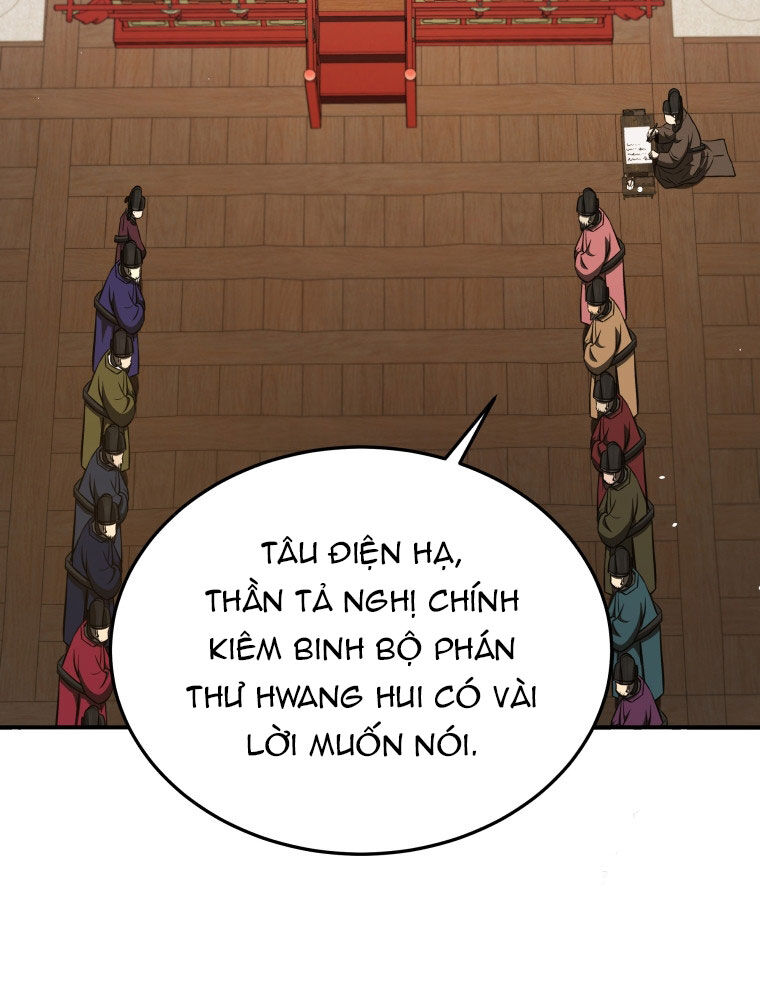 TÂU ĐIỆN HẠ,
THẦN TẢ NGHỊ CHÍNH
KIÊM BINH BỘ PHÁN
THƯ HWANG HUI CÓ VÀI
LỜI MUỐN NÓI.